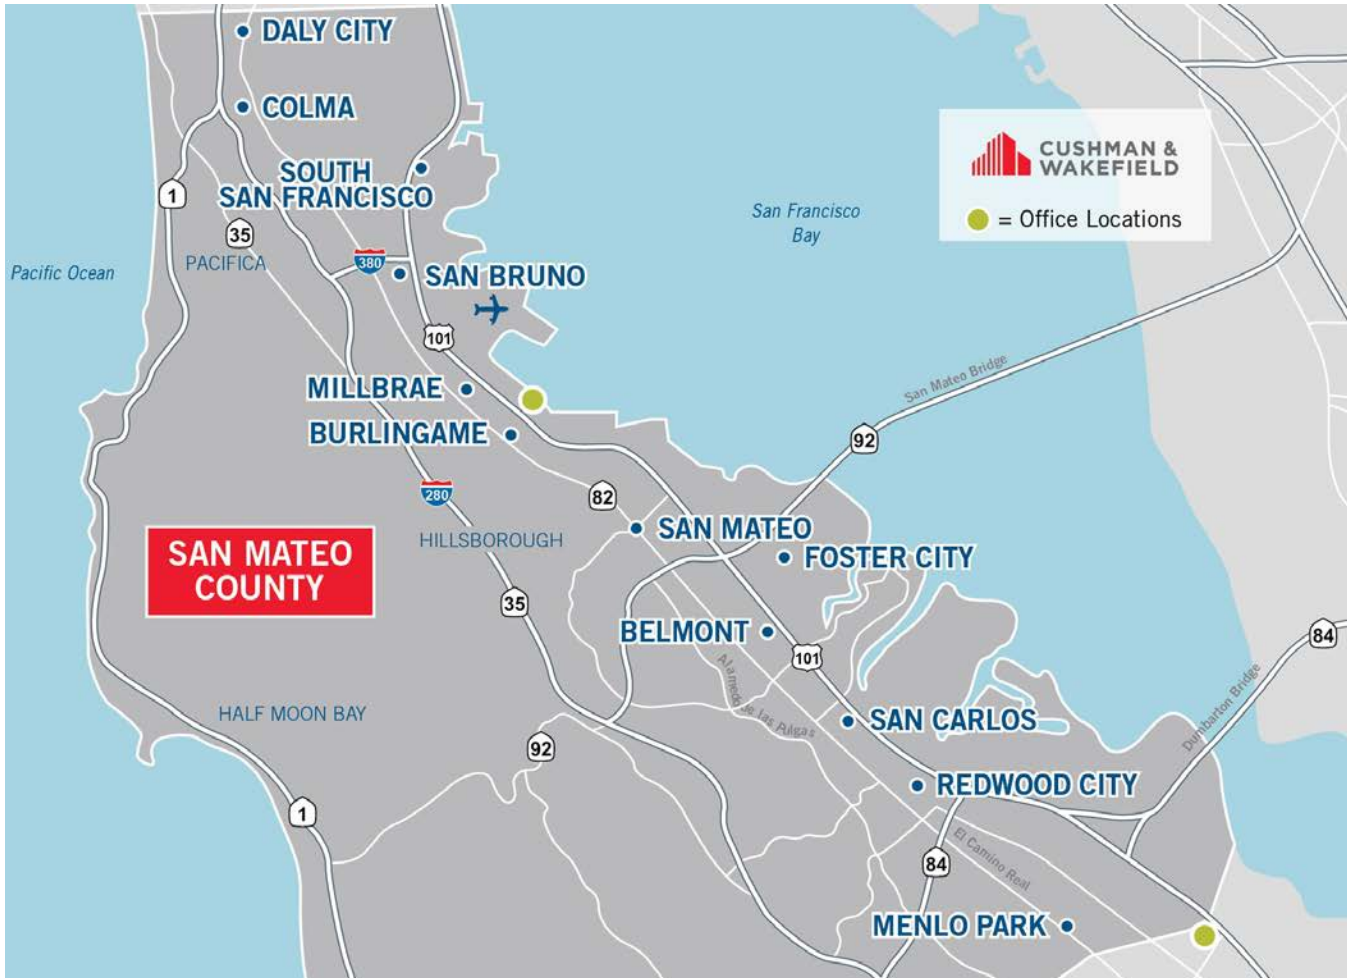 DALY CITY
COLMA
CUSHMAN &
WAKEFIELD
= Office Locations
SOUTH
SAN FRANCISCO
1
35
PACIFICA
San Francisco
Bay
Pacific Ocean
380
SAN BRUNO
101
San Mateo Bridge
MILLBRAE
BURLINGAME
92
280
82
SAN MATEO
HILLSBOROUGH
FOSTER CITY
SAN MATEO
COUNTY
35
BELMONT
84
101
Alameda de las Pulgas
Dumbarton Bridge
HALF MOON BAY
SAN CARLOS
92
REDWOOD CITY
1
El Camino Real
84
MENLO PARK